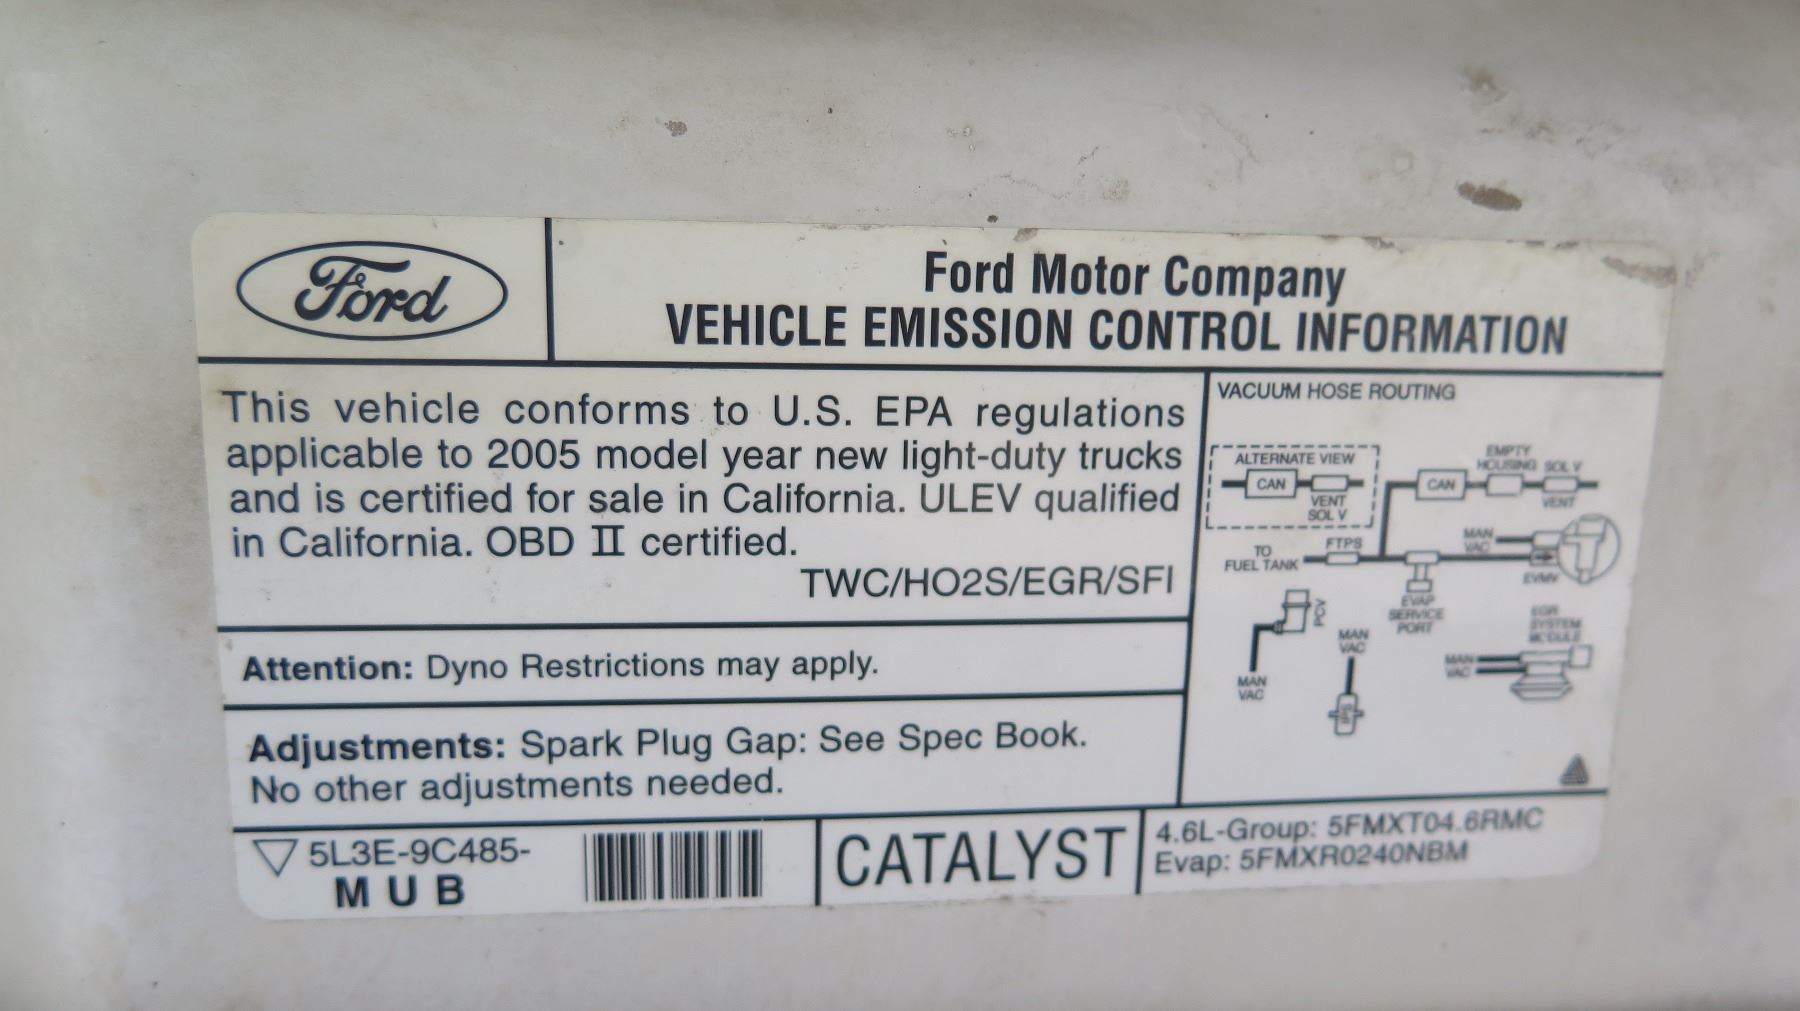 Ford
Ford Motor Company
VEHICLE EMISSION CONTROL INFORMATION
This vehicle conforms to U.S. EPA regulations
applicable to 2005 model year new light-duty trucks
and is certified for sale in California. ULEV qualified
in California. OBD II certified.
TWC/HO2S/EGR/SFI
Attention: Dyno Restrictions may apply.
Adjustments: Spark Plug Gap: See Spec Book.
No other adjustments needed.
5L3E-9C485-
MUB
CATALYST
4.6L-Group: 5FMXT04.6RMC
Evap: 5FMXR0240NBM
VACUUM HOSE ROUTING
ALTERNATE VIEW
CAN
VENT
SOL V
CAN
EMPTY
HOUSING
SOL V
VENT
TO
FUEL TANK
FTPS
MAN
VAC
EVMV
EVAP
SERVICE
PORT
PCV
MAN
VAC
MAN
VAC
IPS
EGR
SYSTEM
MODULE
MAN
VAC